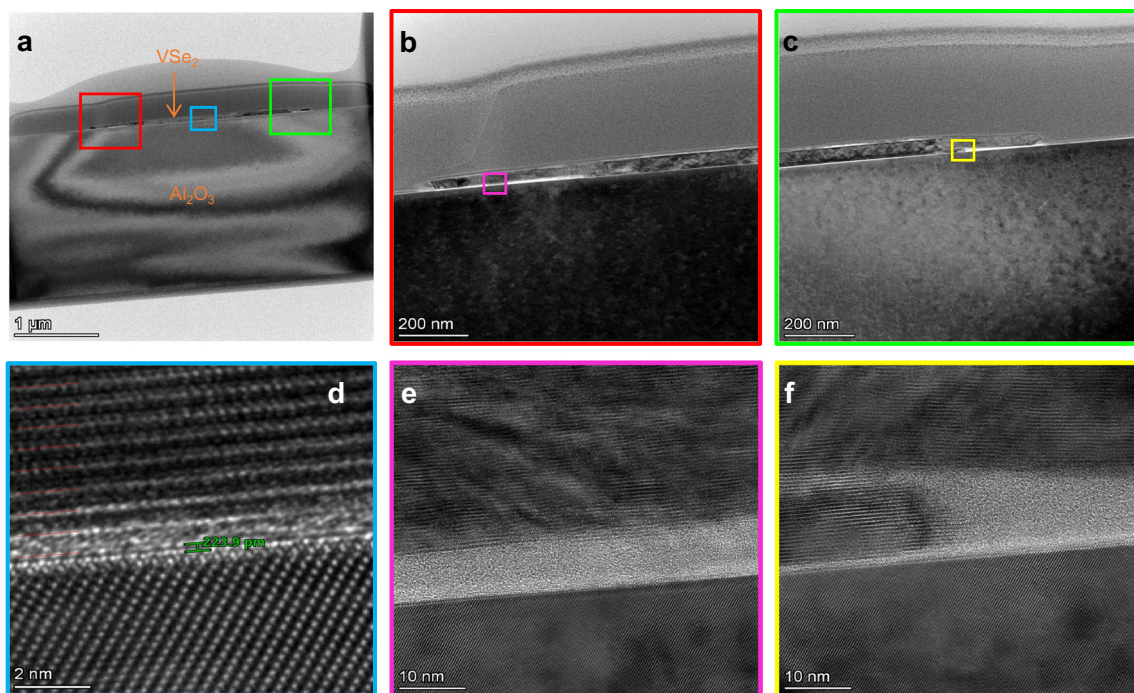 a
VSe₂
Al₂O₃
1 µm
b
200 nm
c
200 nm
d
223.9 pm
2 nm
e
10 nm
f
10 nm